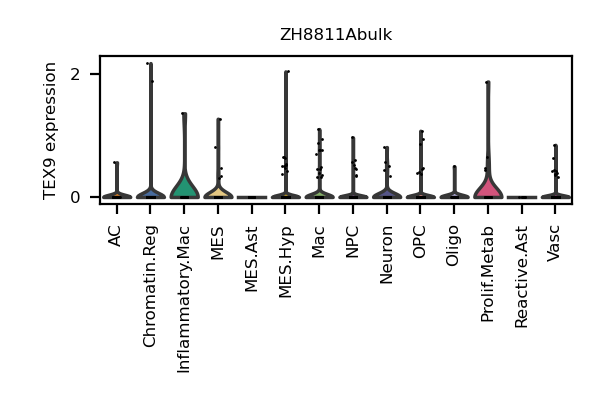 ZH8811Abulk
TEX9 expression
2
0
AC
Chromatin.Reg
Inflammatory.Mac
MES
MES.Ast
MES.Hyp
Mac
NPC
Neuron
OPC
Oligo
Prolif.Metab
Reactive.Ast
Vasc